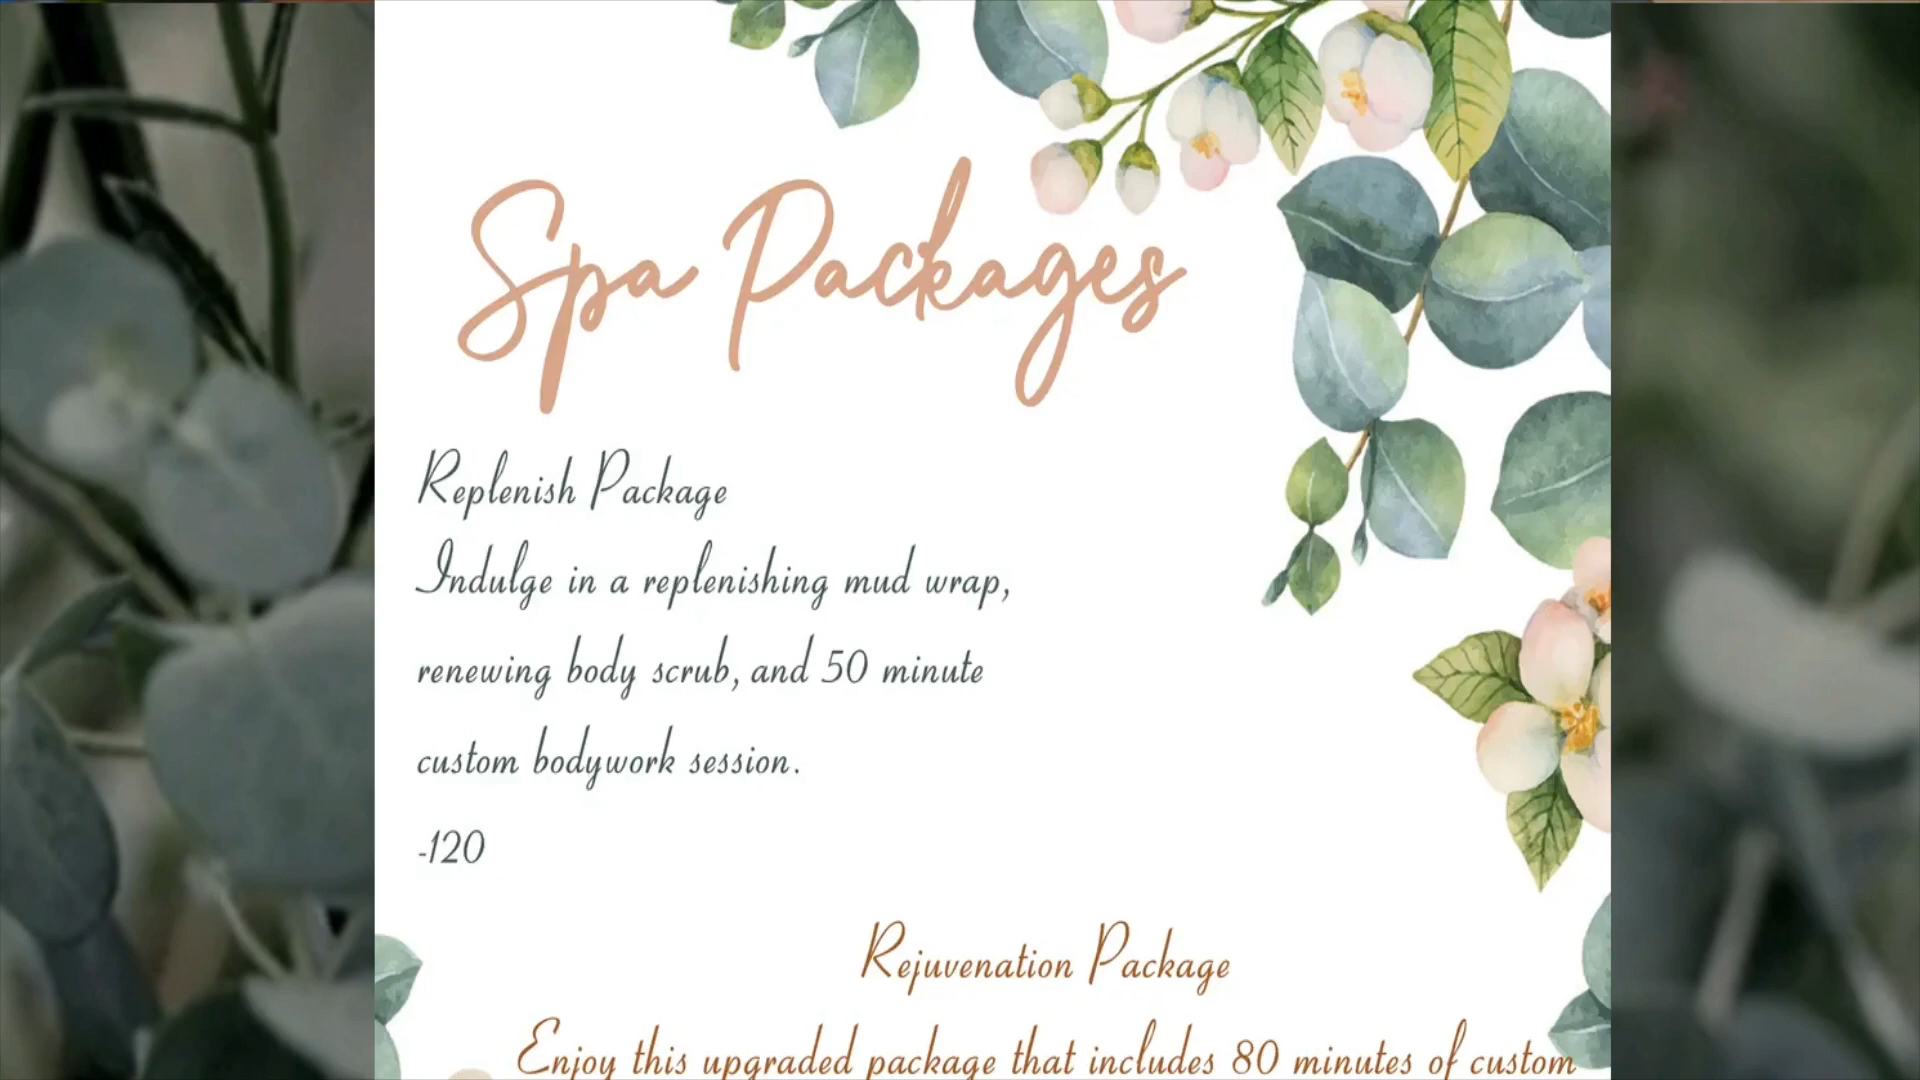 Spa Packages
Replenish Package
Indulge in a replenishing mud wrap,
renewing body scrub, and 50 minute
custom bodywork session.
-120
Rejuvenation Package
Enjoy this upgraded package that includes 80 minutes of custom